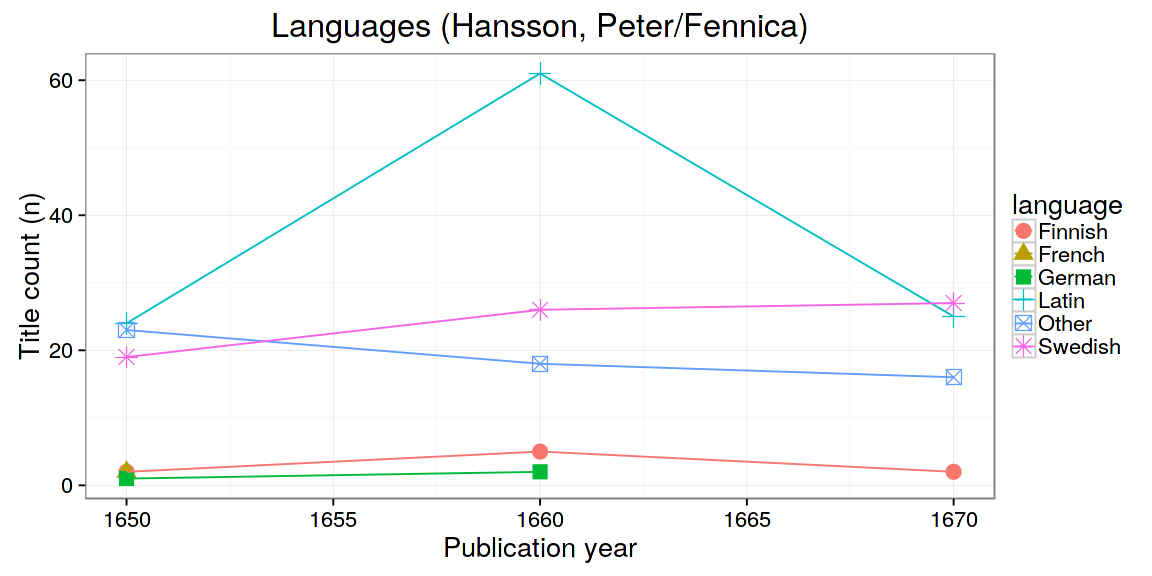 Languages (Hansson, Peter/Fennica)
Title count (n)
60
40
20
0
1650 1655 1660 1665 1670
Publication year
language
Finnish
French
German
Latin
Other
Swedish